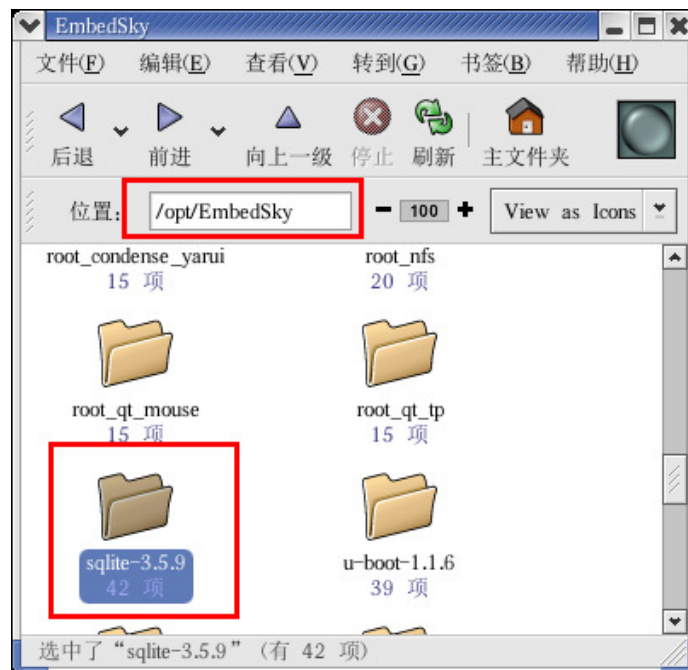 EmbedSky
文件(F) 编辑(E) 查看(V) 转到(G) 书签(B) 帮助(H)
后退 前进 向上一级 停止 刷新 主文件夹
位置: /opt/EmbedSky 100 View as Icons
root_condense_yarui root_nfs
15 项 20 项
root_qt_mouse root_qt_tp
15 项 15 项
sqlite-3.5.9 u-boot-1.1.6
42 项 39 项
选中了“sqlite-3.5.9”(有 42 项)